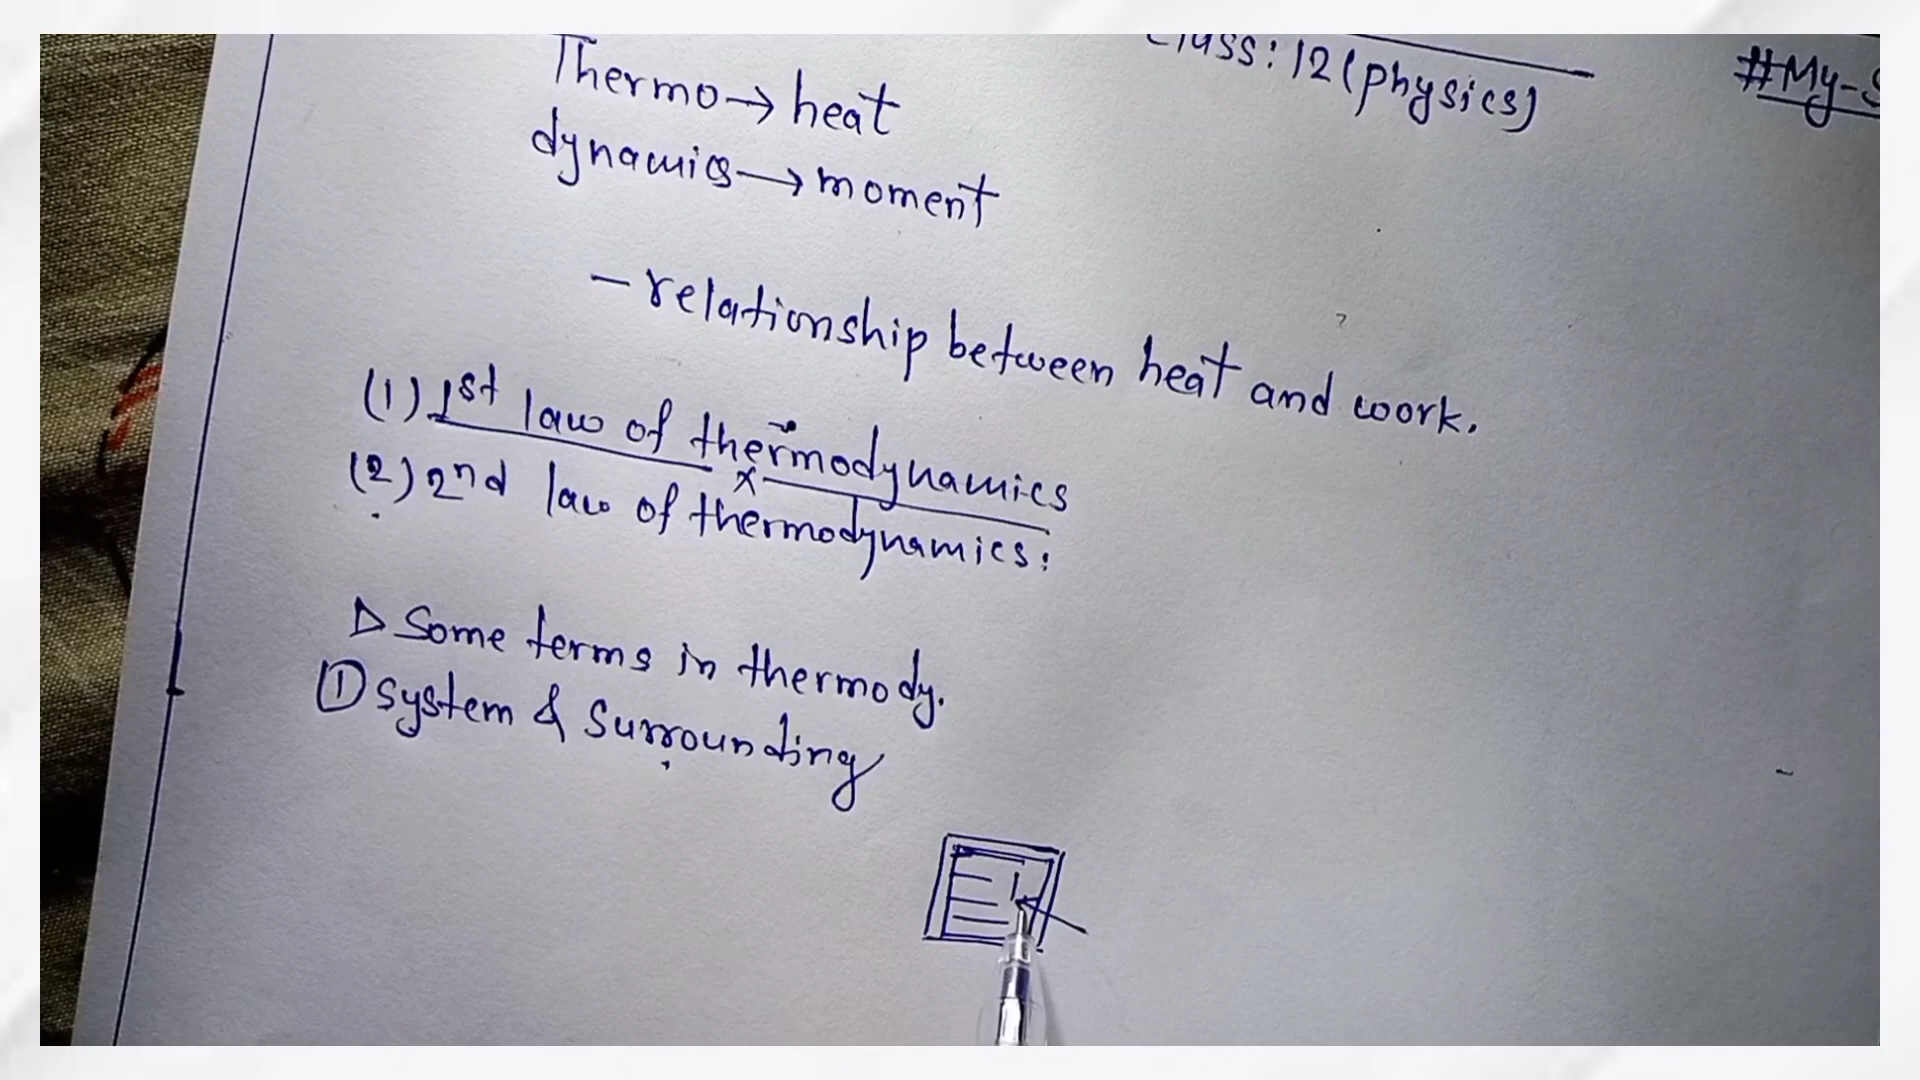 Thermo → heat
dynamics → moment
Class: 12 (physics)
#My-S
- relationship between heat and work.
(1) 1st law of thermodynamics
(2) 2nd law of thermodynamics:
▷ Some terms in thermody.
① System & Surrounding